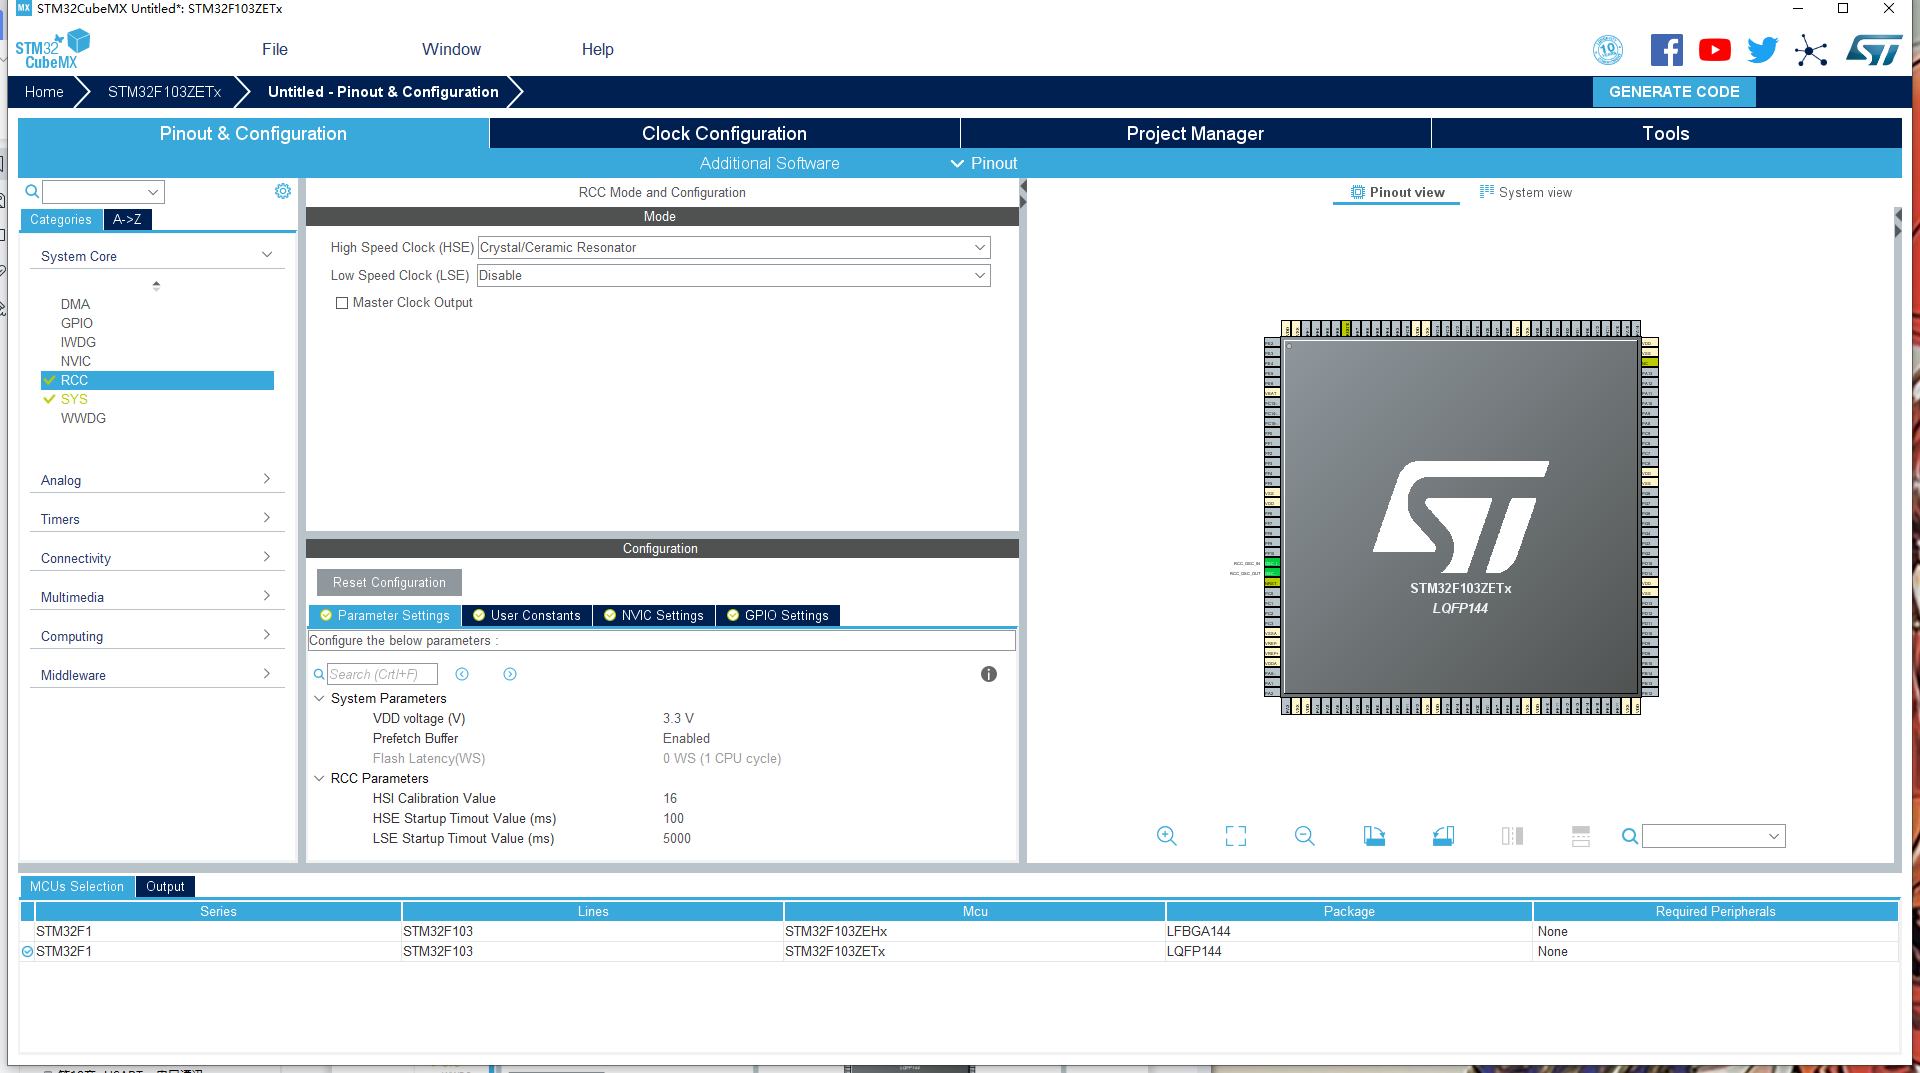 STM32CubeMX Untitled*: STM32F103ZETx
STM32 CubeMX
File Window Help
10
Home STM32F103ZETx Untitled - Pinout & Configuration GENERATE CODE
Pinout & Configuration Clock Configuration Project Manager Tools
Additional Software Pinout
RCC Mode and Configuration
Pinout view System view
Categories A->Z
Mode
System Core
High Speed Clock (HSE) Crystal/Ceramic Resonator
Low Speed Clock (LSE) Disable
Master Clock Output
DMA
GPIO
IWDG
NVIC
RCC
SYS
WWDG
Analog
Timers
Connectivity
Multimedia
Computing
Middleware
Configuration
Reset Configuration
Parameter Settings User Constants NVIC Settings GPIO Settings
Configure the below parameters :
Search (Crtl+F)
System Parameters
VDD voltage (V) 3.3 V
Prefetch Buffer Enabled
Flash Latency(WS) 0 WS (1 CPU cycle)
RCC Parameters
HSI Calibration Value 16
HSE Startup Timout Value (ms) 100
LSE Startup Timout Value (ms) 5000
RCC_OSC_IN
RCC_OSC_OUT
STM32F103ZETx
LQFP144
MCUs Selection Output
Series Lines Mcu Package Required Peripherals
STM32F1 STM32F103 STM32F103ZEHx LFBGA144 None
STM32F1 STM32F103 STM32F103ZETx LQFP144 None